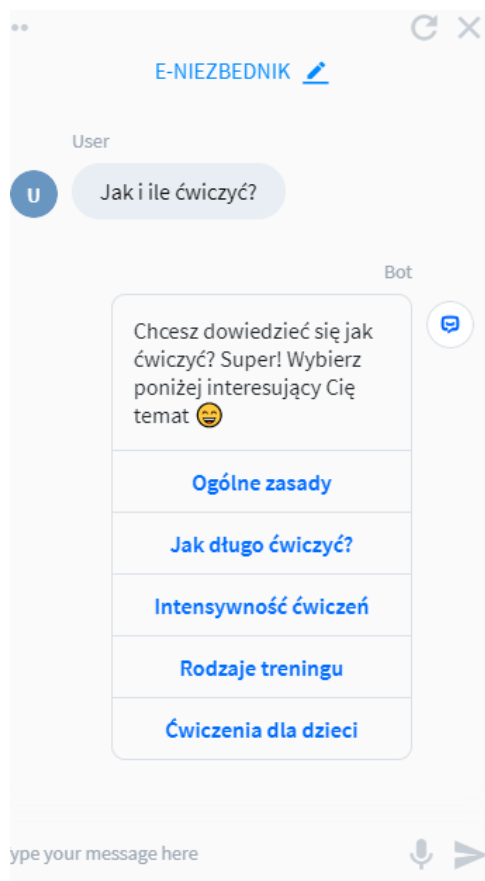 E-NIEZBEDNIK
User
U
Jak i ile ćwiczyć?
Bot
Chcesz dowiedzieć się jak
ćwiczyć? Super! Wybierz
poniżej interesujący Cię
temat 😄
Ogólne zasady
Jak długo ćwiczyć?
Intensywność ćwiczeń
Rodzaje treningu
Ćwiczenia dla dzieci
ype your message here